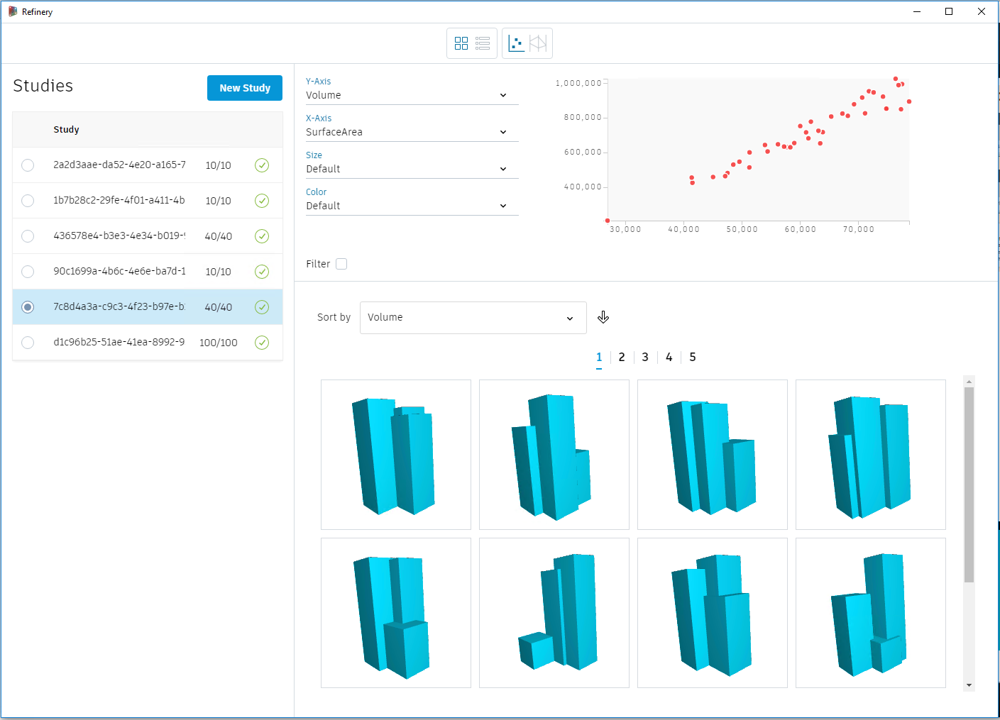 Refinery
Studies
New Study
Study
2a2d3aae-da52-4e20-a165-7 10/10
1b7b28c2-29fe-4f01-a411-4b 10/10
436578e4-b3e3-4e34-b019- 40/40
90c1699a-4b6c-4e6e-ba7d-1 10/10
7c8d4a3a-c9c3-4f23-b97e-b 40/40
d1c96b25-51ae-41ea-8992-9 100/100
Y-Axis
Volume
X-Axis
SurfaceArea
Size
Default
Color
Default
Filter
1,000,000
800,000
600,000
400,000
30,000 40,000 50,000 60,000 70,000
Sort by Volume
1 2 3 4 5